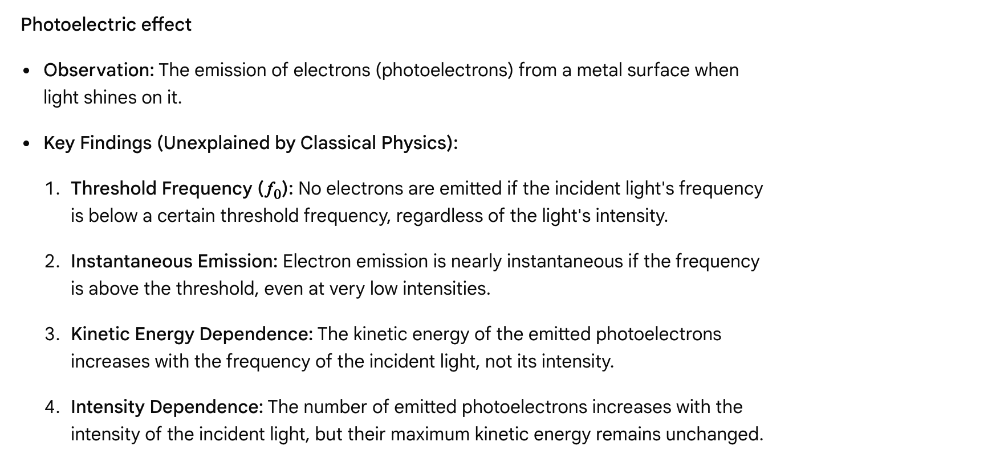 Photoelectric effect
• Observation: The emission of electrons (photoelectrons) from a metal surface when
light shines on it.
• Key Findings (Unexplained by Classical Physics):
1. Threshold Frequency (f₀): No electrons are emitted if the incident light's frequency
is below a certain threshold frequency, regardless of the light's intensity.
2. Instantaneous Emission: Electron emission is nearly instantaneous if the frequency
is above the threshold, even at very low intensities.
3. Kinetic Energy Dependence: The kinetic energy of the emitted photoelectrons
increases with the frequency of the incident light, not its intensity.
4. Intensity Dependence: The number of emitted photoelectrons increases with the
intensity of the incident light, but their maximum kinetic energy remains unchanged.